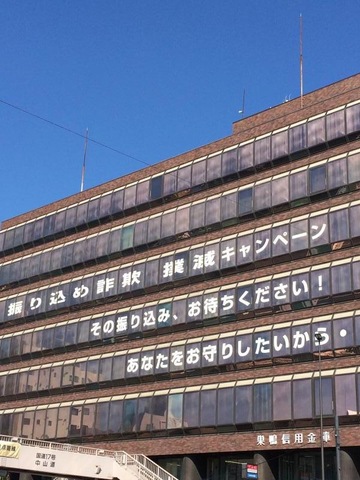 振り込め詐欺 撲滅キャンペーン
その振り込み、お待ちください!
あなたをお守りしたいから・
巣鴨信用金庫
国道17号
中山道